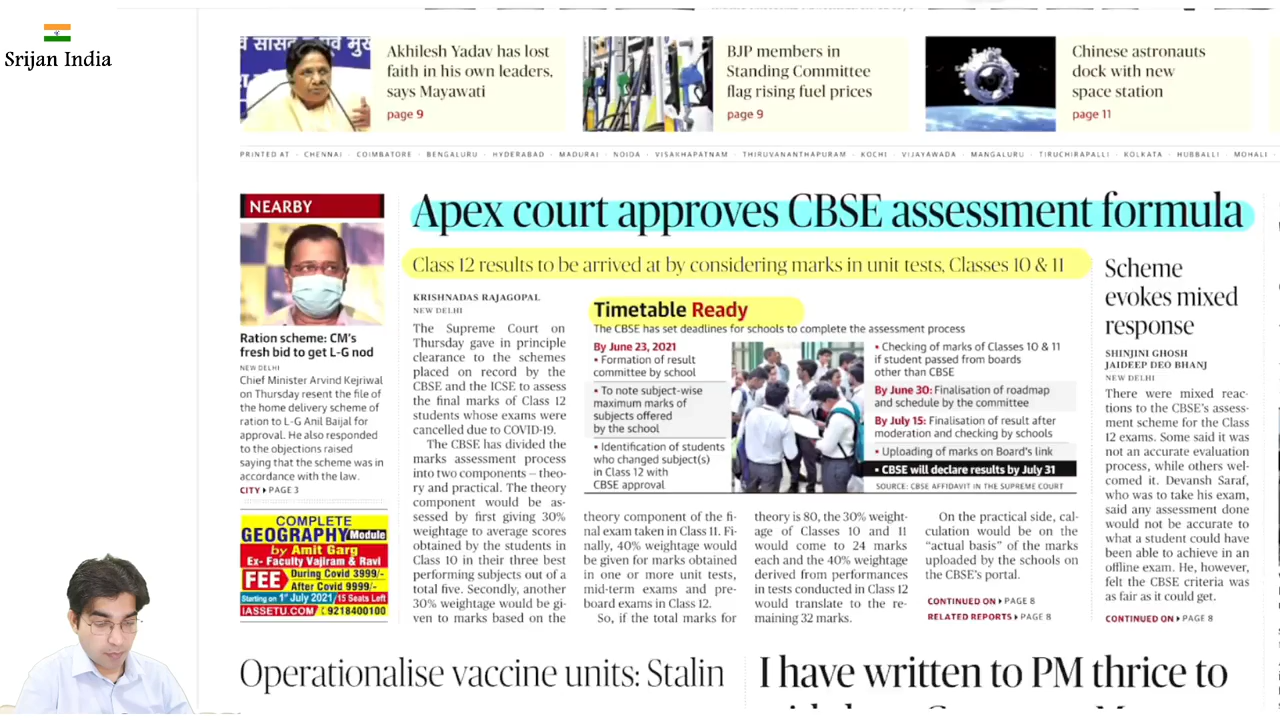 Srijan India
Akhilesh Yadav has lost
faith in his own leaders,
says Mayawati
page 9
BJP members in
Standing Committee
flag rising fuel prices
page 9
Chinese astronauts
dock with new
space station
page 11
PRINTED AT · CHENNAI · COIMBATORE · BENGALURU · HYDERABAD · MADURAI · NOIDA · VISAKHAPATNAM · THIRUVANANTHAPURAM · KOCHI · VIJAYAWADA · MANGALURU · TIRUCHIRAPALLI · KOLKATA · HUBBALLI · MOHALI ·
NEARBY
Ration scheme: CM's
fresh bid to get L-G nod
NEW DELHI
Chief Minister Arvind Kejriwal
on Thursday resent the file of
the home delivery scheme of
ration to L-G Anil Baijal for
approval. He also responded
to the objections raised
saying that the scheme was in
accordance with the law.
CITY ▸ PAGE 3
COMPLETE
GEOGRAPHY Module
by Amit Garg
Ex- Faculty Vajiram & Ravi
FEE During Covid 3999/-
After Covid 9999/-
Starting on 1st July 2021 / 15 Seats Left
IASSETU.COM 9218400100
Apex court approves CBSE assessment formula
Class 12 results to be arrived at by considering marks in unit tests, Classes 10 & 11
KRISHNADAS RAJAGOPAL
NEW DELHI
The Supreme Court on
Thursday gave in principle
clearance to the schemes
placed on record by the
CBSE and the ICSE to assess
the final marks of Class 12
students whose exams were
cancelled due to COVID-19.
The CBSE has divided the
marks assessment process
into two components – theo-
ry and practical. The theory
component would be as-
sessed by first giving 30%
weightage to average scores
obtained by the students in
Class 10 in their three best
performing subjects out of a
total five. Secondly, another
30% weightage would be gi-
ven to marks based on the
Timetable Ready
The CBSE has set deadlines for schools to complete the assessment process
By June 23, 2021
• Formation of result
committee by school
• To note subject-wise
maximum marks of
subjects offered
by the school
• Identification of students
who changed subject(s)
in Class 12 with
CBSE approval
• Checking of marks of Classes 10 & 11
if student passed from boards
other than CBSE
By June 30: Finalisation of roadmap
and schedule by the committee
By July 15: Finalisation of result after
moderation and checking by schools
• Uploading of marks on Board's link
• CBSE will declare results by July 31
SOURCE: CBSE AFFIDAVIT IN THE SUPREME COURT
theory component of the fi-
nal exam taken in Class 11. Fi-
nally, 40% weightage would
be given for marks obtained
in one or more unit tests,
mid-term exams and pre-
board exams in Class 12.
So, if the total marks for
theory is 80, the 30% weight-
age of Classes 10 and 11
would come to 24 marks
each and the 40% weightage
derived from performances
in tests conducted in Class 12
would translate to the re-
maining 32 marks.
On the practical side, cal-
culation would be on the
"actual basis" of the marks
uploaded by the schools on
the CBSE's portal.
CONTINUED ON ▸ PAGE 8
RELATED REPORTS ▸ PAGE 8
Scheme
evokes mixed
response
SHINJINI GHOSH
JAIDEEP DEO BHANJ
NEW DELHI
There were mixed reac-
tions to the CBSE's assess-
ment scheme for the Class
12 exams. Some said it was
not an accurate evaluation
process, while others wel-
comed it. Devansh Saraf,
who was to take his exam,
said any assessment done
would not be accurate to
what a student could have
been able to achieve in an
offline exam. He, however,
felt the CBSE criteria was
as fair as it could get.
CONTINUED ON ▸ PAGE 8
Operationalise vaccine units: Stalin
I have written to PM thrice to